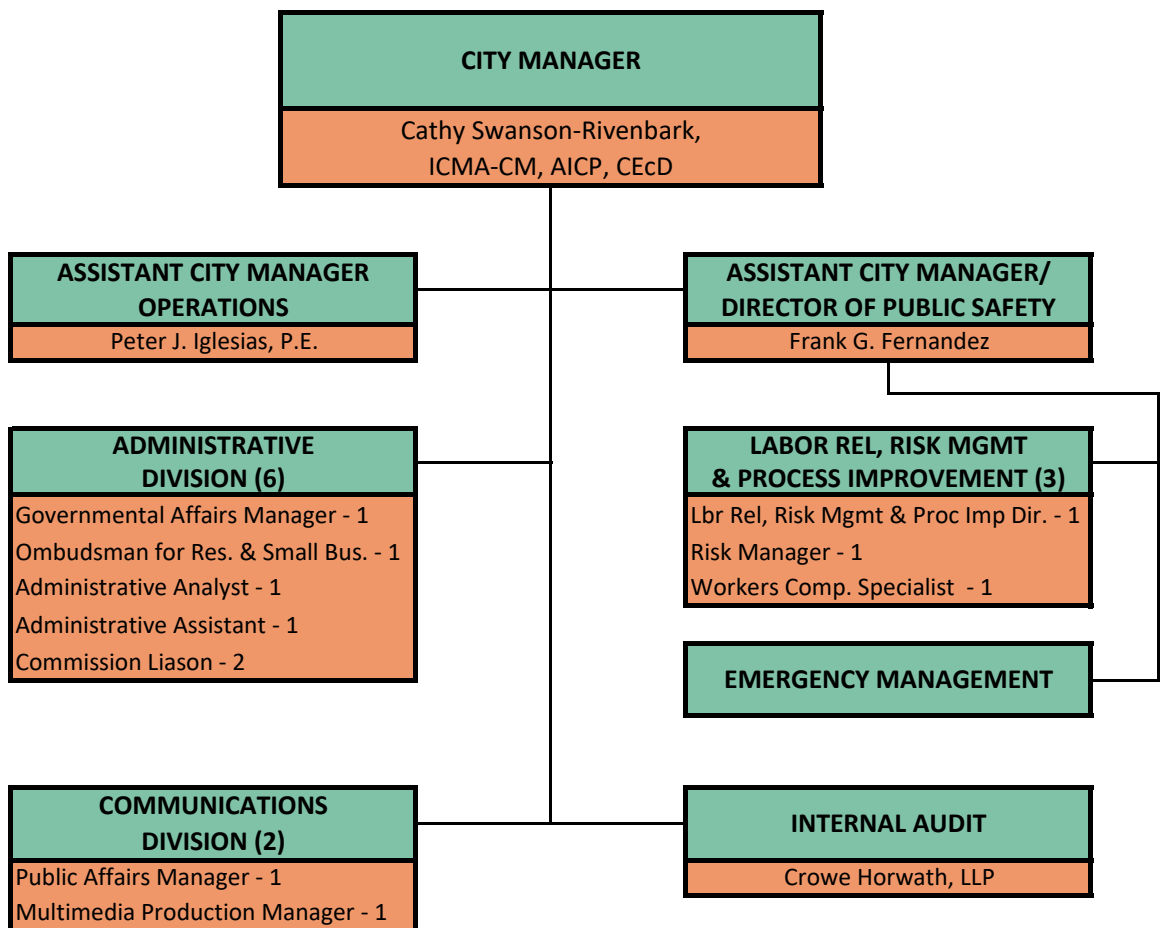 CITY MANAGER
Cathy Swanson-Rivenbark,
ICMA-CM, AICP, CEcD
ASSISTANT CITY MANAGER
OPERATIONS
Peter J. Iglesias, P.E.
ASSISTANT CITY MANAGER/
DIRECTOR OF PUBLIC SAFETY
Frank G. Fernandez
ADMINISTRATIVE
DIVISION (6)
Governmental Affairs Manager - 1
Ombudsman for Res. & Small Bus. - 1
Administrative Analyst - 1
Administrative Assistant - 1
Commission Liason - 2
LABOR REL, RISK MGMT
& PROCESS IMPROVEMENT (3)
Lbr Rel, Risk Mgmt & Proc Imp Dir. - 1
Risk Manager - 1
Workers Comp. Specialist - 1
EMERGENCY MANAGEMENT
COMMUNICATIONS
DIVISION (2)
Public Affairs Manager - 1
Multimedia Production Manager - 1
INTERNAL AUDIT
Crowe Horwath, LLP